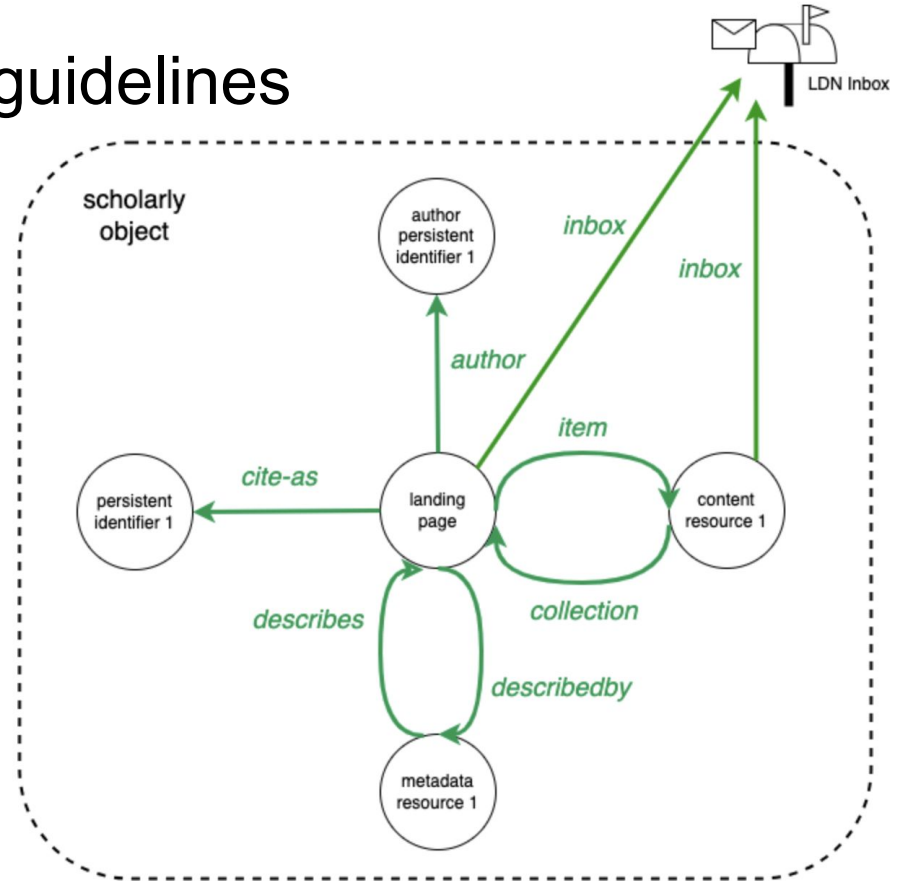 guidelines
LDN Inbox
scholarly
object
author
persistent
identifier 1
inbox
inbox
author
item
cite-as
persistent
identifier 1
landing
page
content
resource 1
collection
describes
describedby
metadata
resource 1